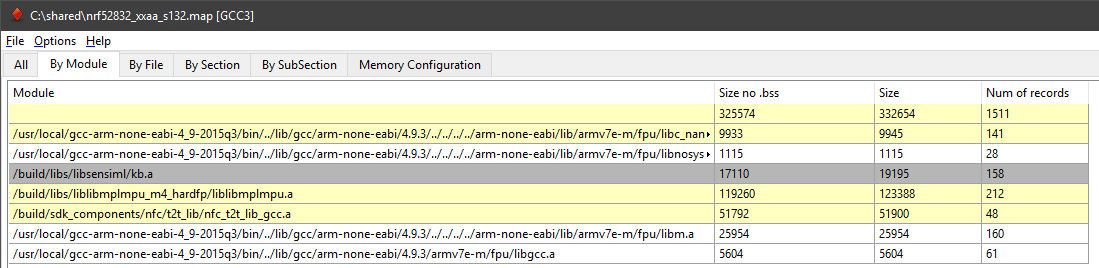 C:\shared\nrf52832_xxaa_s132.map [GCC3]
File Options Help
All By Module By File By Section By SubSection Memory Configuration
Module Size no .bss Size Num of records
325574 332654 1511
/usr/local/gcc-arm-none-eabi-4_9-2015q3/bin/../lib/gcc/arm-none-eabi/4.9.3/../../../../arm-none-eabi/lib/armv7e-m/fpu/libc_nan 9933 9945 141
/usr/local/gcc-arm-none-eabi-4_9-2015q3/bin/../lib/gcc/arm-none-eabi/4.9.3/../../../../arm-none-eabi/lib/armv7e-m/fpu/libnosys 1115 1115 28
/build/libs/libsensiml/kb.a 17110 19195 158
/build/libs/liblibmplmpu_m4_hardfp/liblibmplmpu.a 119260 123388 212
/build/sdk_components/nfc/t2t_lib/nfc_t2t_lib_gcc.a 51792 51900 48
/usr/local/gcc-arm-none-eabi-4_9-2015q3/bin/../lib/gcc/arm-none-eabi/4.9.3/../../../../arm-none-eabi/lib/armv7e-m/fpu/libm.a 25954 25954 160
/usr/local/gcc-arm-none-eabi-4_9-2015q3/bin/../lib/gcc/arm-none-eabi/4.9.3/armv7e-m/fpu/libgcc.a 5604 5604 61